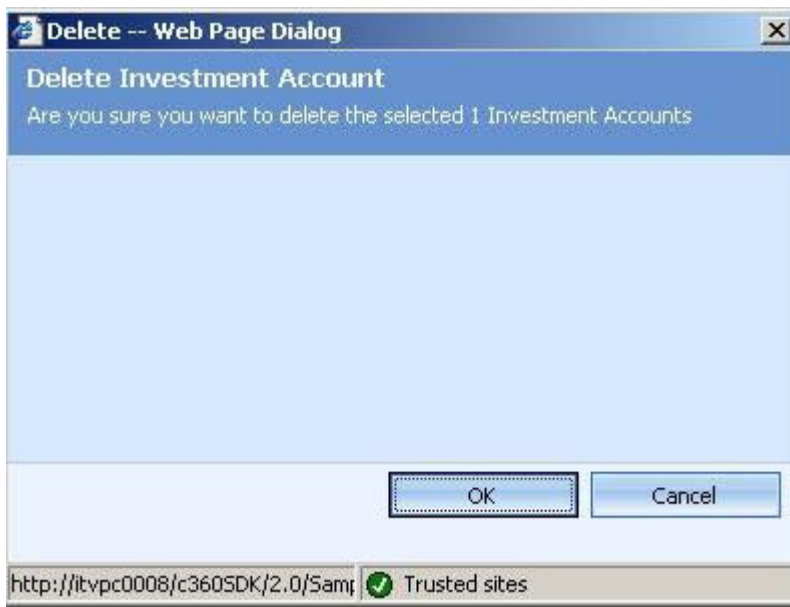 Delete -- Web Page Dialog
Delete Investment Account
Are you sure you want to delete the selected 1 Investment Accounts
OK
Cancel
http://itvpc0008/c360SDK/2.0/Samp
Trusted sites